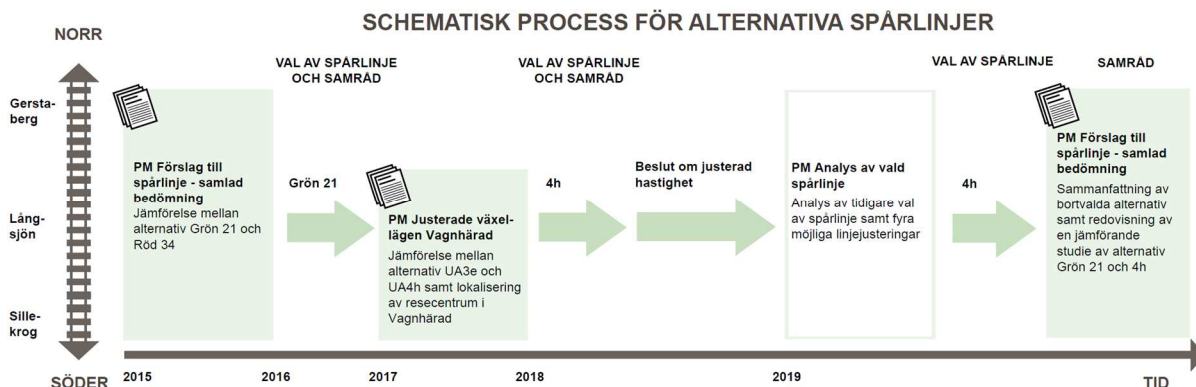 SCHEMATISK PROCESS FÖR ALTERNATIVA SPÅRLINJER
NORR
Gersta-
berg
Lång-
sjön
Sille-
krog
SÖDER
PM Förslag till
spårlinje - samlad
bedömning
Jämförelse mellan
alternativ Grön 21 och
Röd 34
VAL AV SPÅRLINJE
OCH SAMRÅD
Grön 21
PM Justerade växel-
lägen Vagnhärad
Jämförelse mellan
alternativ UA3e och
UA4h samt lokalisering
av resecentrum i
Vagnhärad
VAL AV SPÅRLINJE
OCH SAMRÅD
4h
Beslut om justerad
hastighet
PM Analys av vald
spårlinje
Analys av tidigare val
av spårlinje samt fyra
möjliga linjejusteringar
VAL AV SPÅRLINJE
4h
SAMRÅD
PM Förslag till
spårlinje - samlad
bedömning
Sammanfattning av
bortvalda alternativ
samt redovisning av
en jämförande
studie av alternativ
Grön 21 och 4h
2015
2016
2017
2018
2019
TID